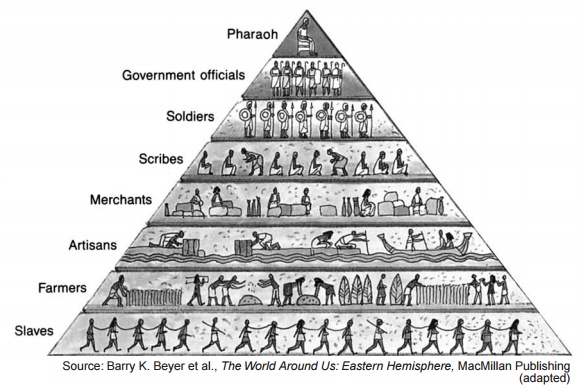 Pharaoh
Government officials
Soldiers
Scribes
Merchants
Artisans
Farmers
Slaves
Source: Barry K. Beyer et al., The World Around Us: Eastern Hemisphere, MacMillan Publishing
(adapted)